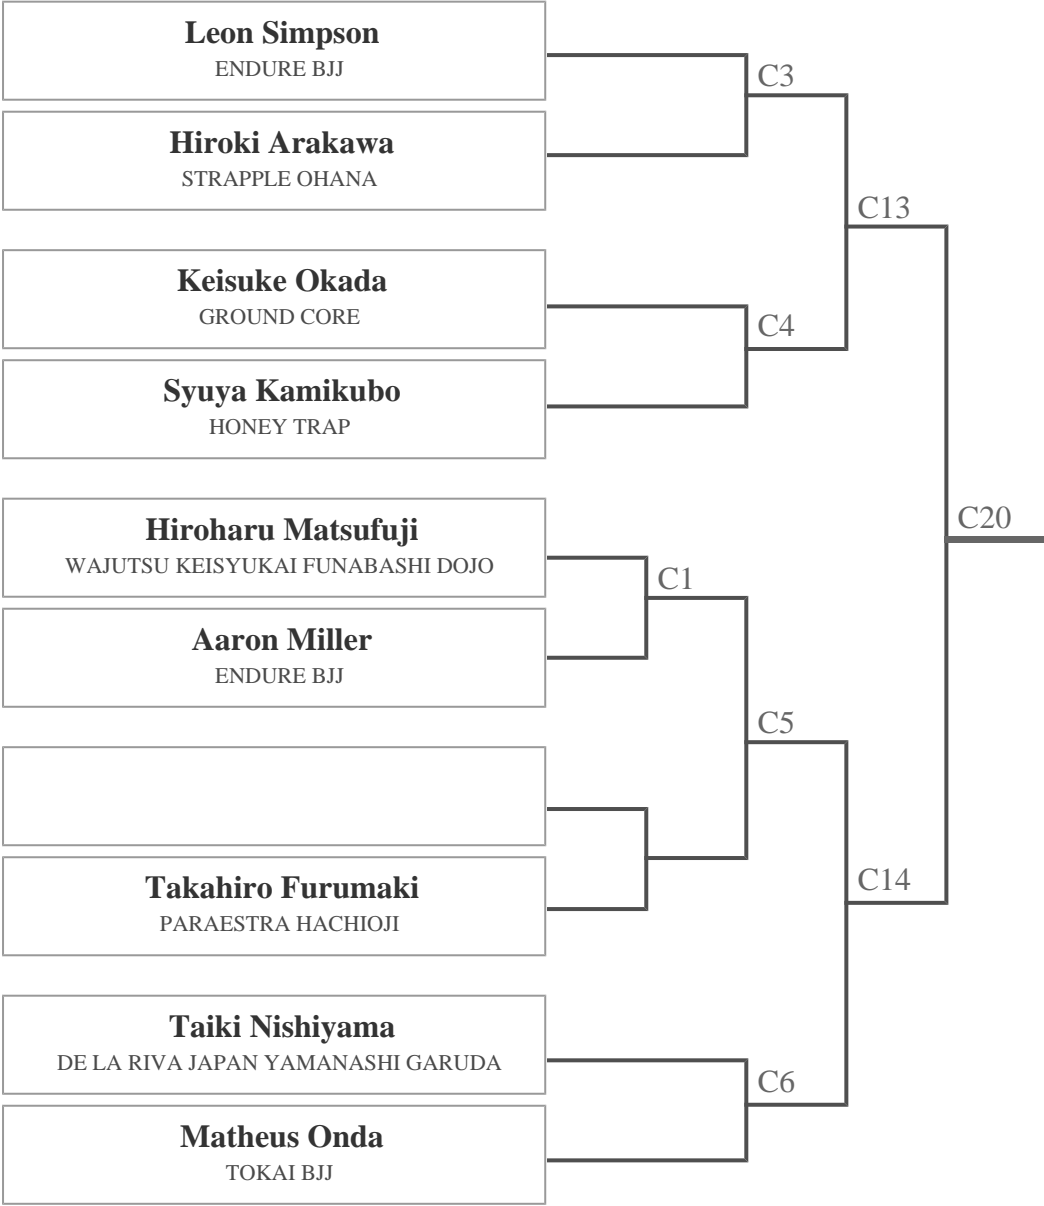 Leon Simpson
ENDURE BJJ
C3
Hiroki Arakawa
STRAPPLE OHANA
C13
Keisuke Okada
GROUND CORE
C4
Syuya Kamikubo
HONEY TRAP
C20
Hiroharu Matsufuji
WAJUTSU KEISYUKAI FUNABASHI DOJO
C1
Aaron Miller
ENDURE BJJ
C5
Takahiro Furumaki
PARAESTRA HACHIOJI
C14
Taiki Nishiyama
DE LA RIVA JAPAN YAMANASHI GARUDA
C6
Matheus Onda
TOKAI BJJ